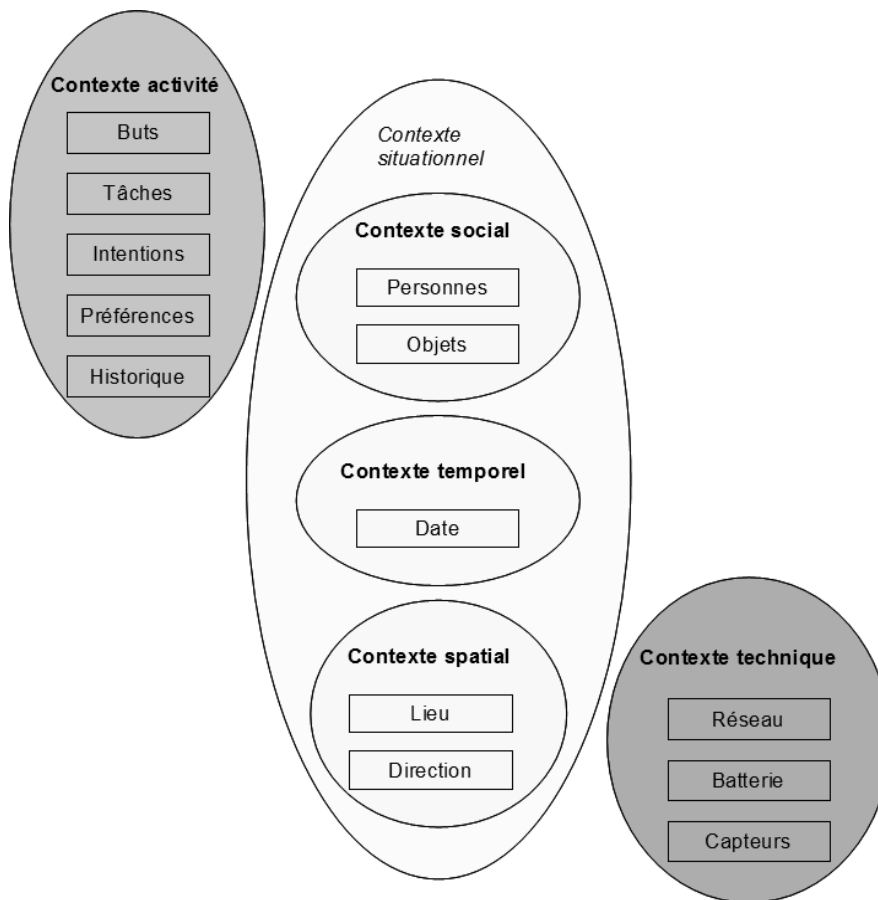 Contexte activité
Buts
Tâches
Intentions
Préférences
Historique
Contexte
situationnel
Contexte social
Personnes
Objets
Contexte temporel
Date
Contexte spatial
Lieu
Direction
Contexte technique
Réseau
Batterie
Capteurs